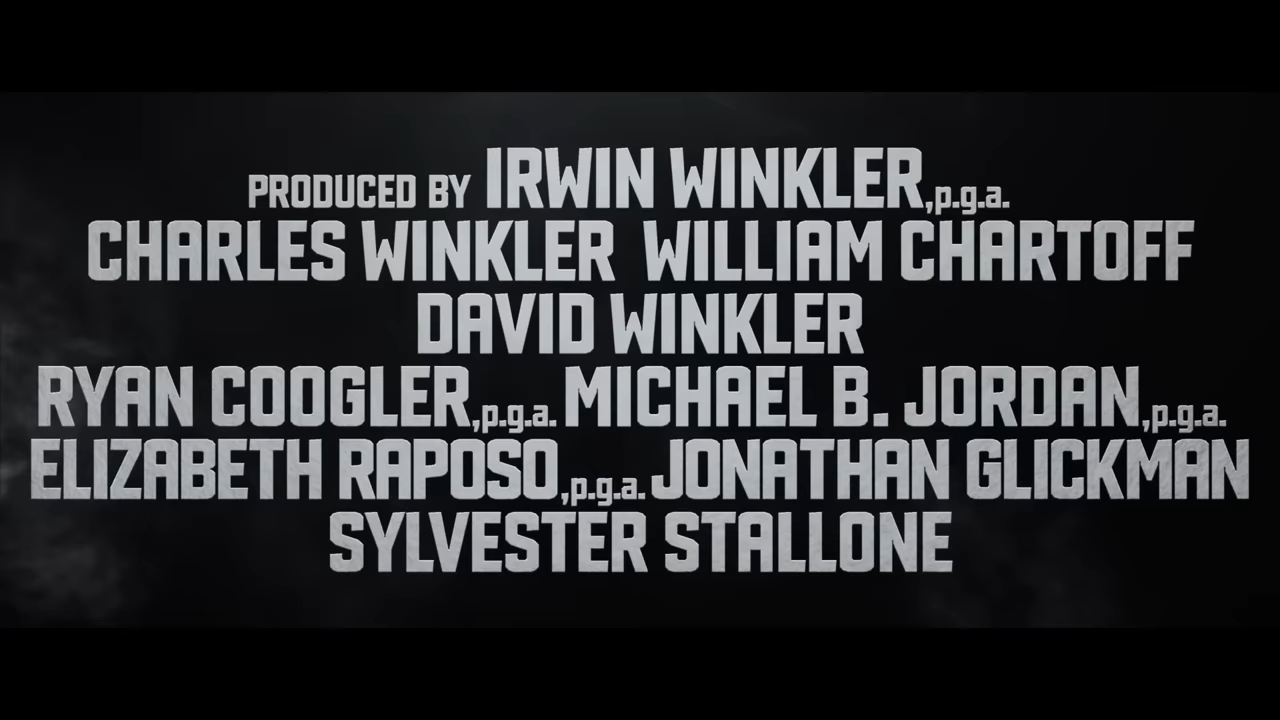 PRODUCED BY IRWIN WINKLER,p.g.a.
CHARLES WINKLER WILLIAM CHARTOFF
DAVID WINKLER
RYAN COOGLER,p.g.a. MICHAEL B. JORDAN,p.g.a.
ELIZABETH RAPOSO,p.g.a. JONATHAN GLICKMAN
SYLVESTER STALLONE